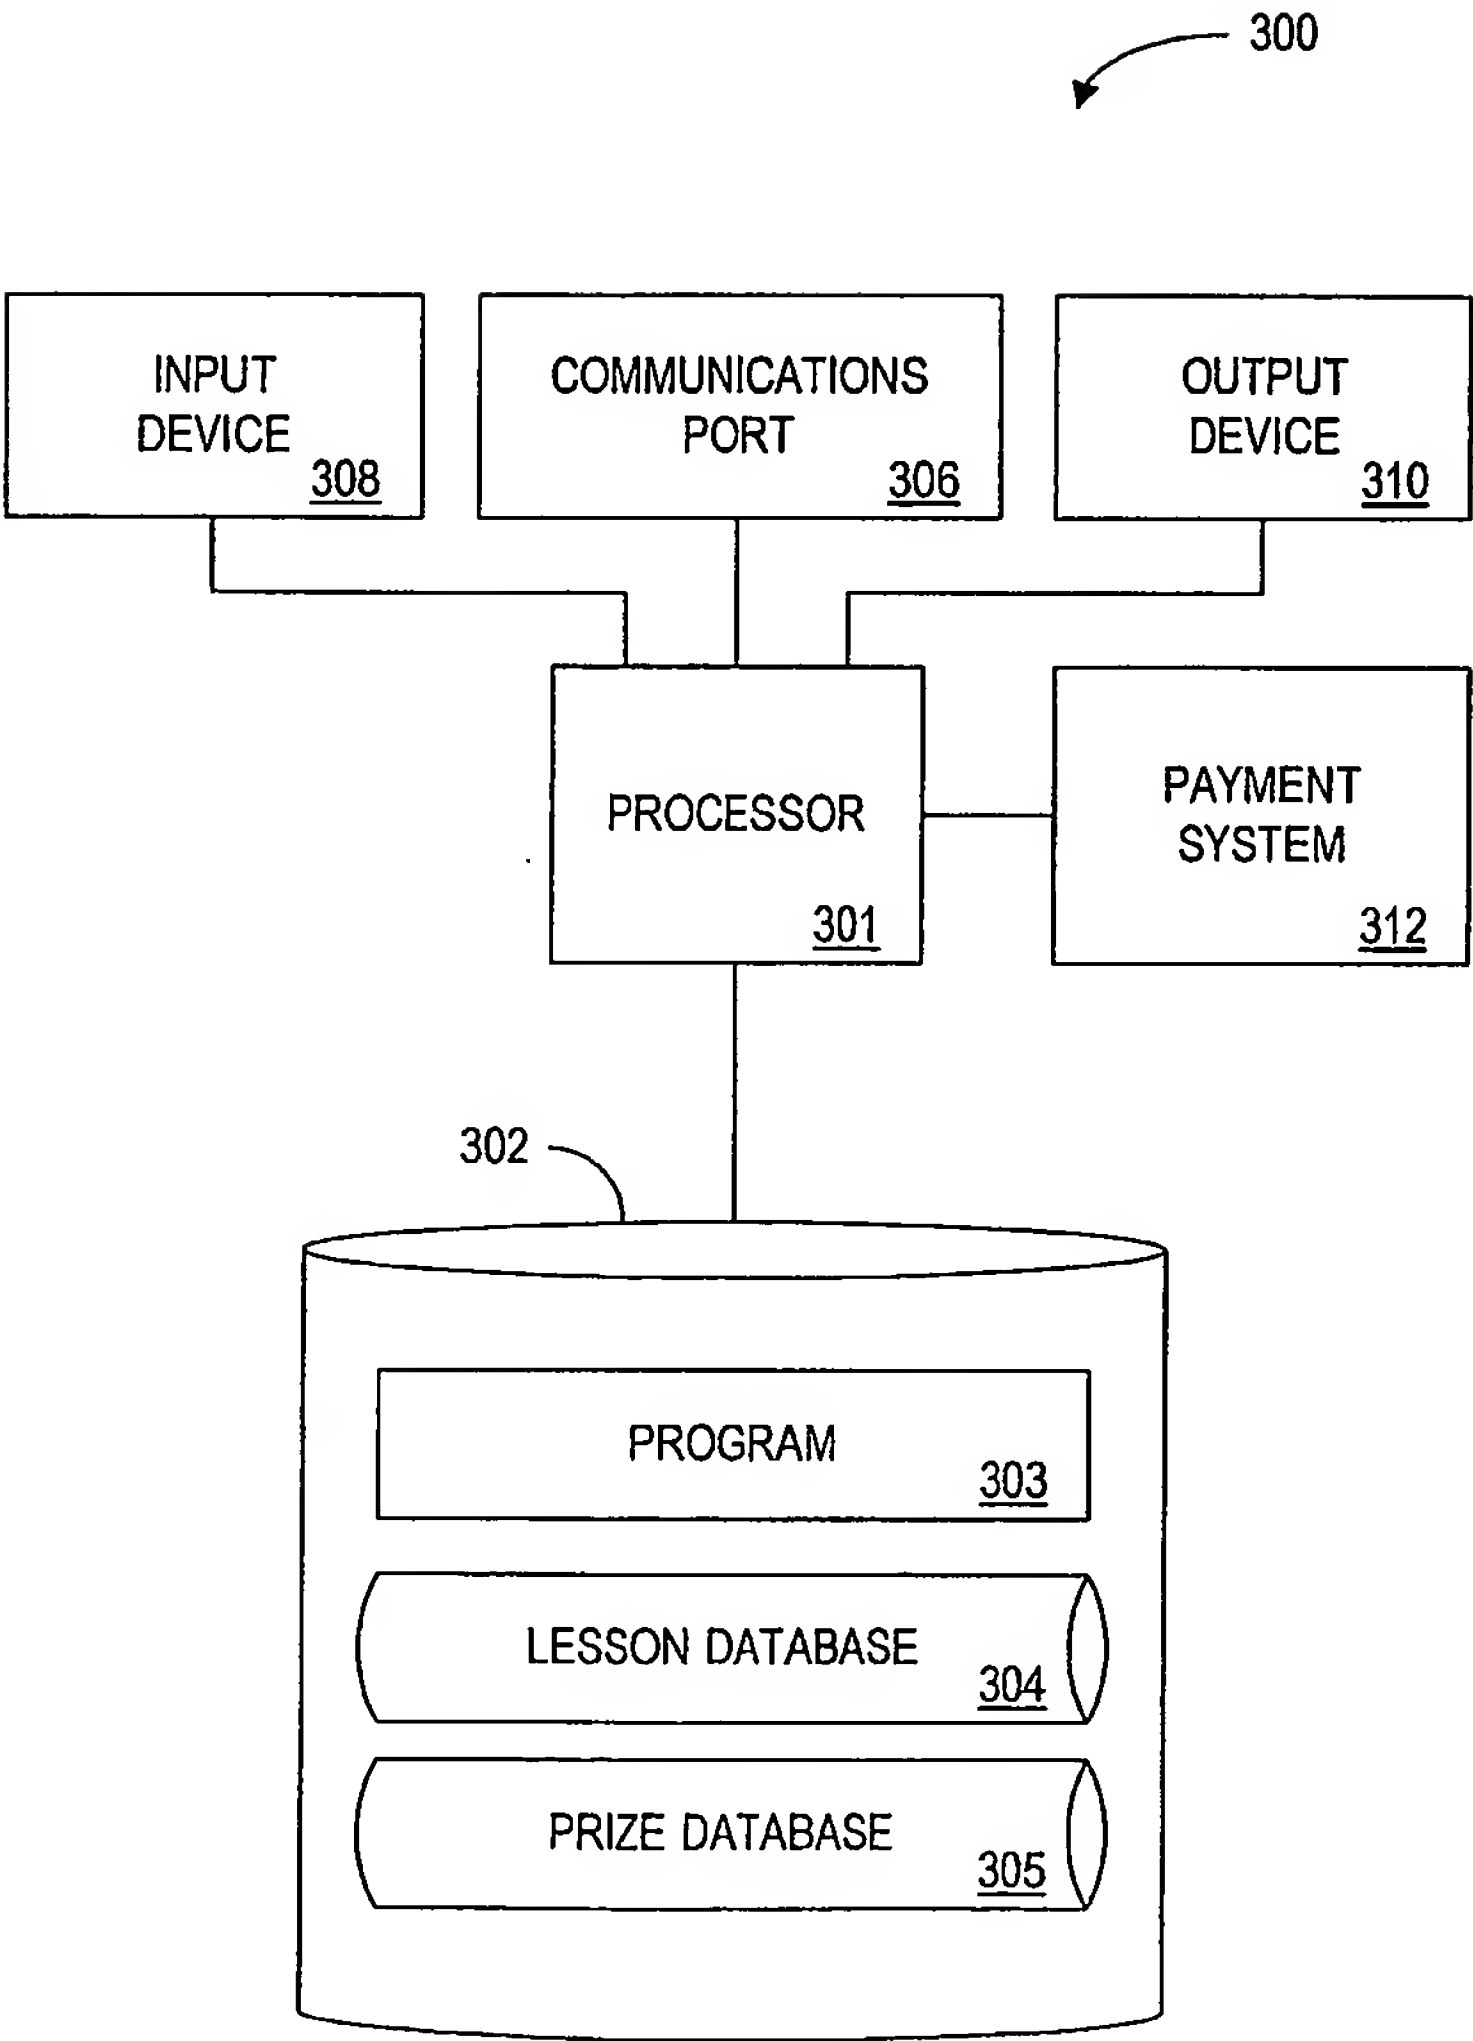 300
INPUT
DEVICE
308
COMMUNICATIONS
PORT
306
OUTPUT
DEVICE
310
PROCESSOR
301
PAYMENT
SYSTEM
312
302
PROGRAM
303
LESSON DATABASE
304
PRIZE DATABASE
305